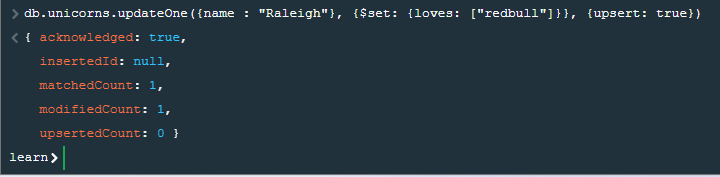 > db.unicorns.updateOne({name : "Raleigh"}, {$set: {loves: ["redbull"]}}, {upsert: true})
< { acknowledged: true,
insertedId: null,
matchedCount: 1,
modifiedCount: 1,
upsertedCount: 0 }
learn>